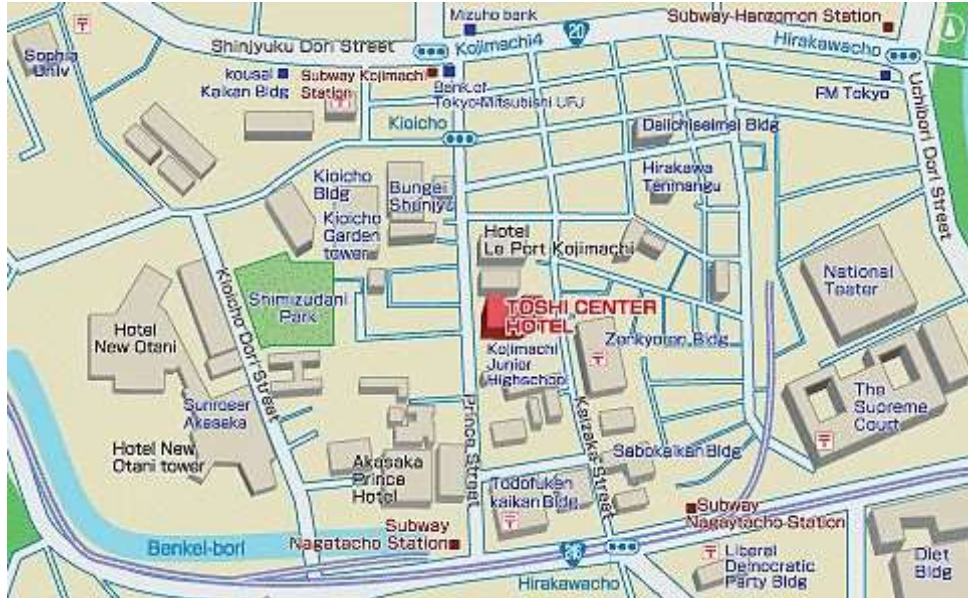 Mizuho bank
20
Subway-Hanzomon Station
Shinjyuku Dori Street
Kojimachi4
Hirakawacho
Sophia
Univ
kousai
Kaikan Bldg
Subway Kojimachi
Station
Bank of
Tokyo-Mitsubishi UFJ
FM Tokyo
Uchibori Dori Street
Kioicho
Daiichiseimei Bldg
Kioicho
Bldg
Bungei
Shunjyu
Hirakawa
Tenmangu
Kioicho
Garden
tower
Hotel
Le Port Kojimachi
National
Teater
Kioicho Dori Street
Shimizudani
Park
TOSHI CENTER
HOTEL
Hotel
New Otani
Kojimachi
Junior
Highschool
Zenkyoren Bldg
Sunroser
Akasaka
Prince Street
Kaizaka Street
The
Supreme
Court
Hotel New
Otani tower
Akasaka
Prince
Hotel
Sabokaikan Bldg
Todofuken
kaikan Bldg
Subway
Nagaytacho Station
Subway
Nagatacho Station
Benkei-bori
Hirakawacho
Liberal
Democratic
Party Bldg
Diet
Bldg